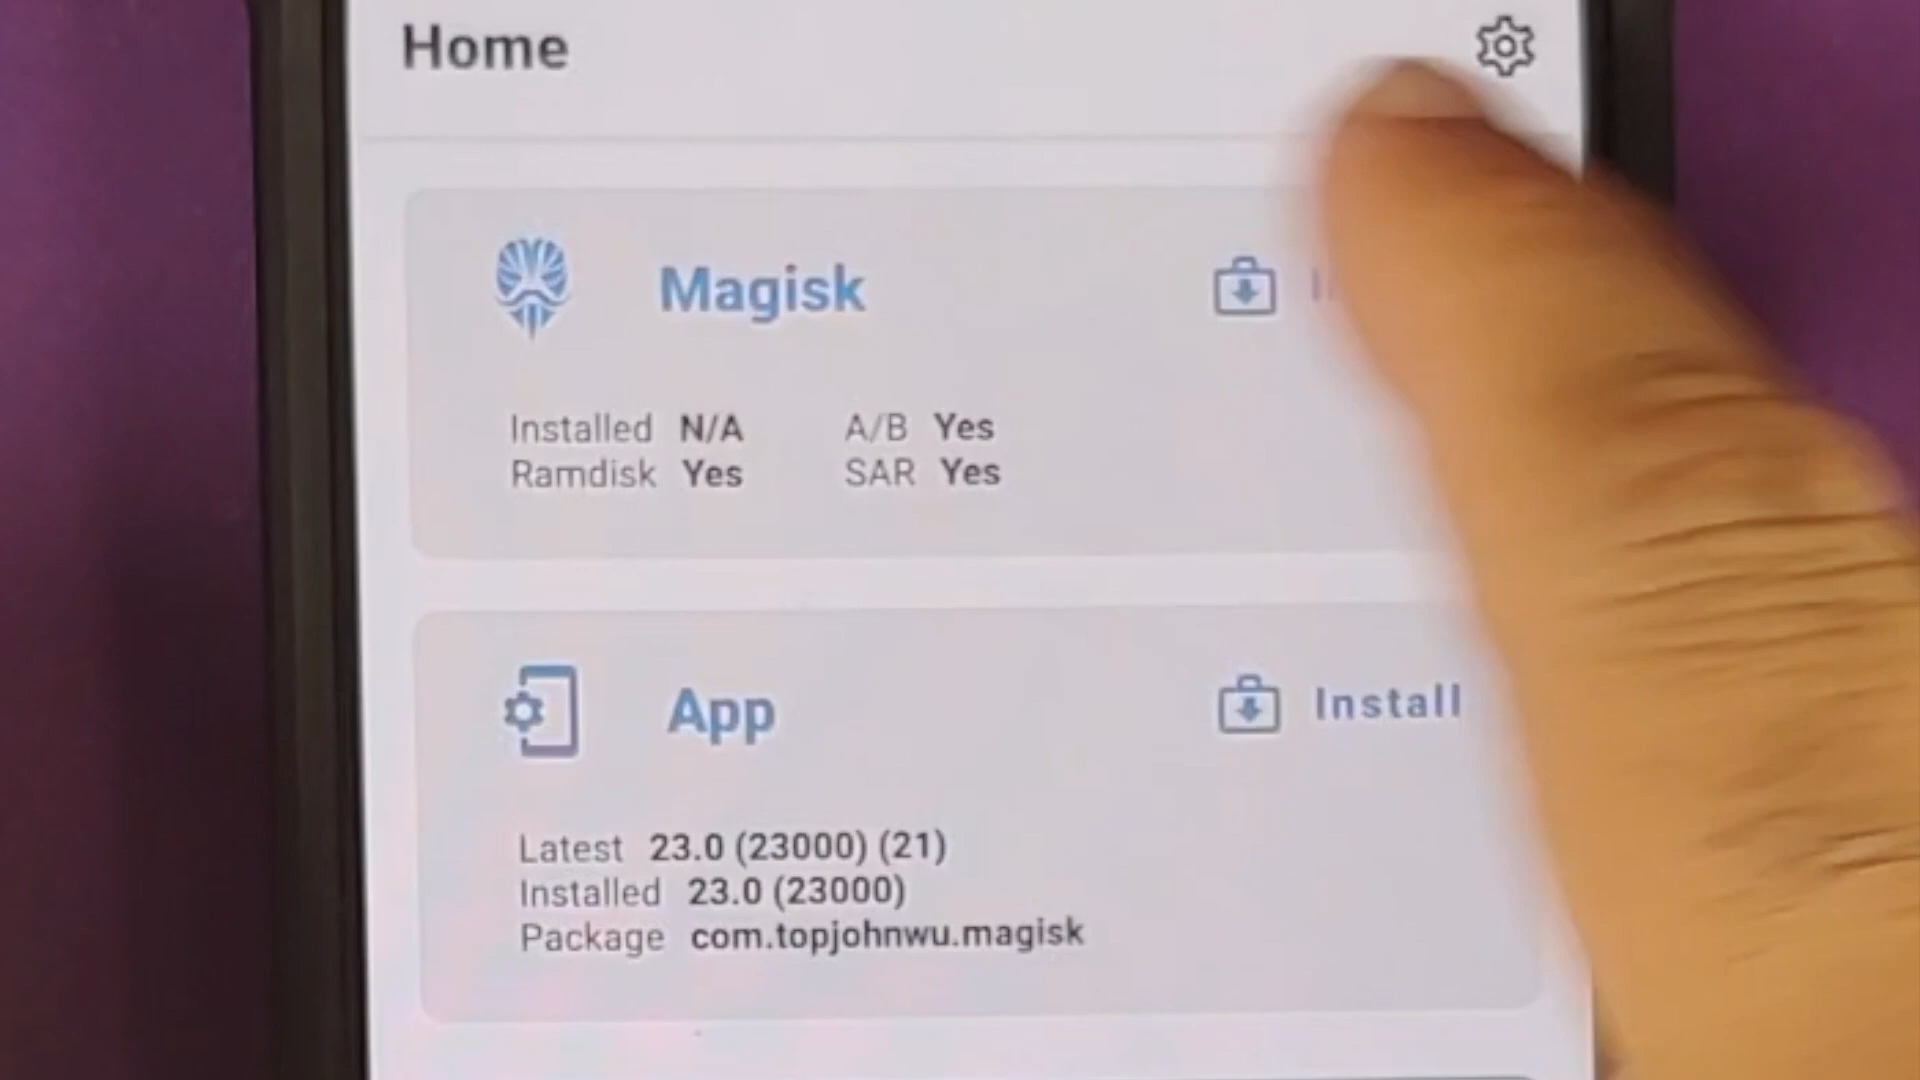 Home
Magisk
Installed N/A A/B Yes
Ramdisk Yes SAR Yes
App Install
Latest 23.0 (23000) (21)
Installed 23.0 (23000)
Package com.topjohnwu.magisk